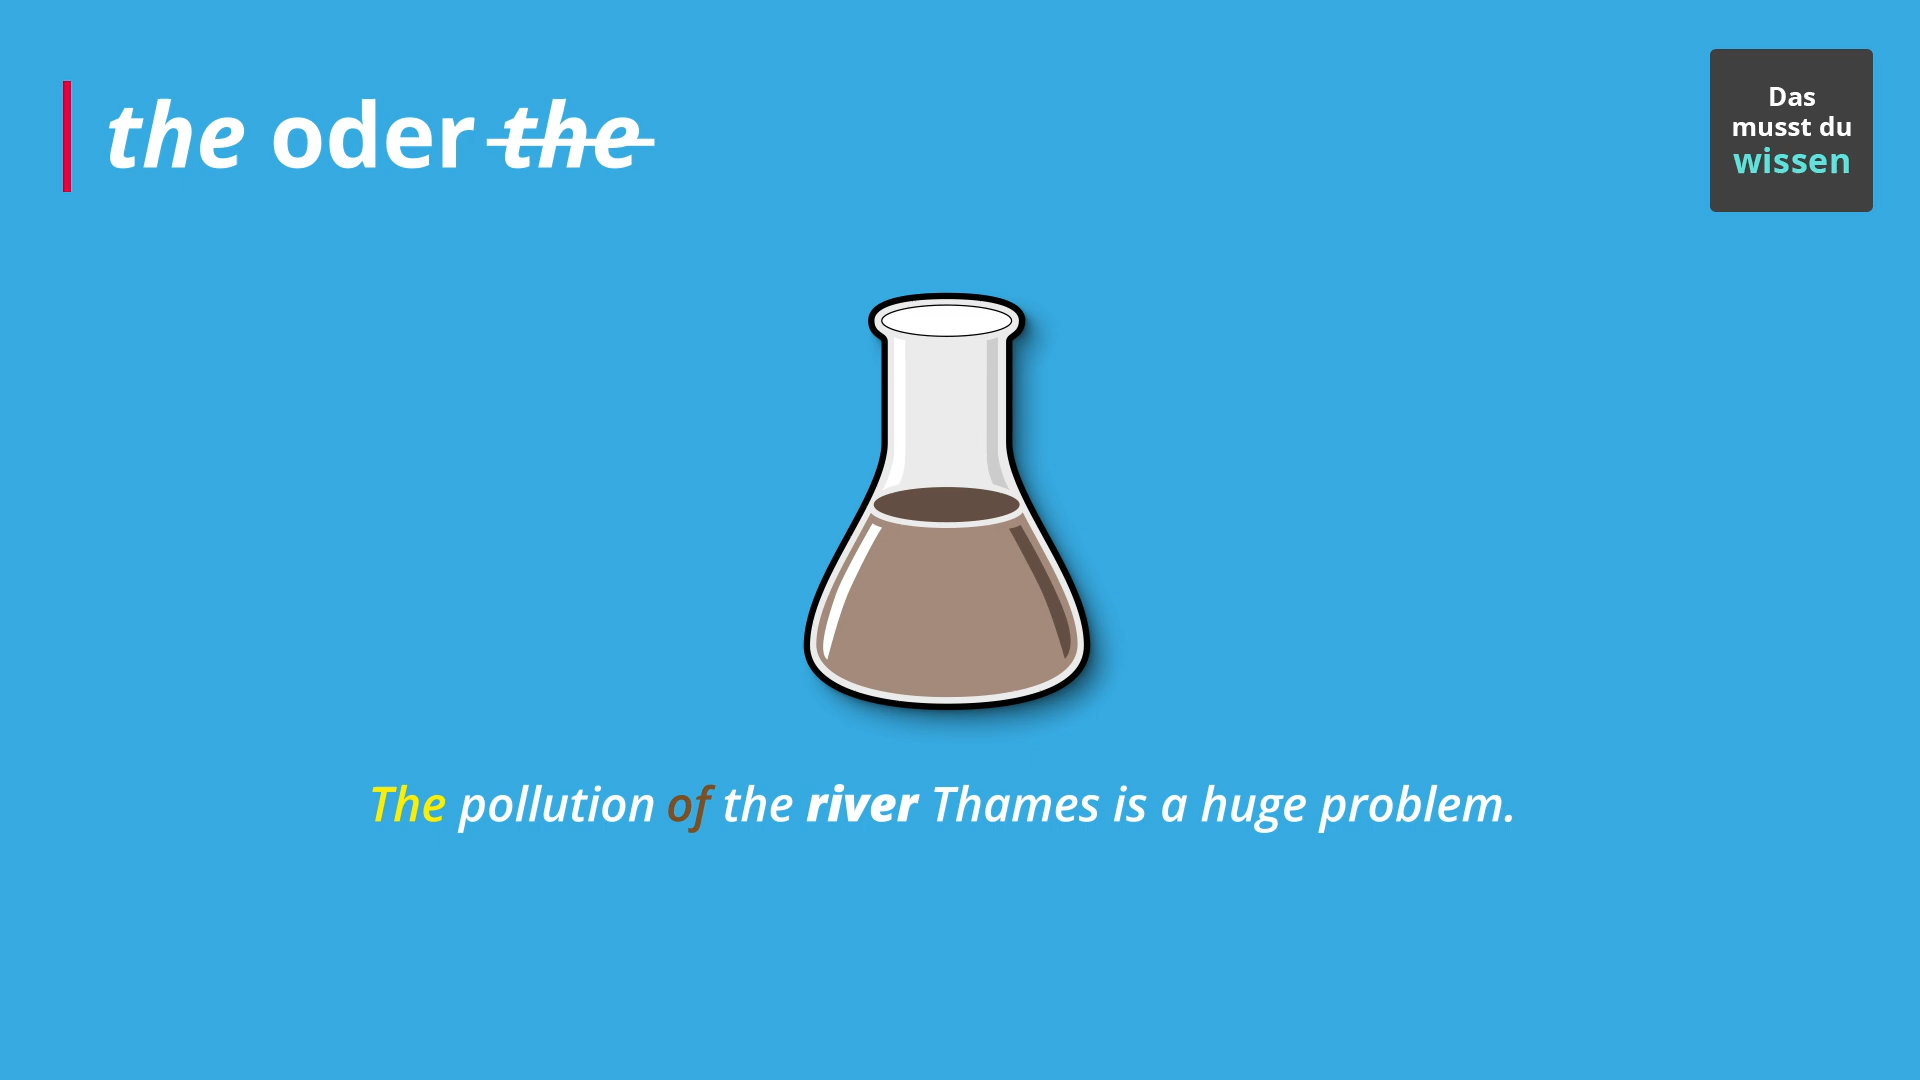 the oder the
Das
musst du
wissen
The pollution of the river Thames is a huge problem.